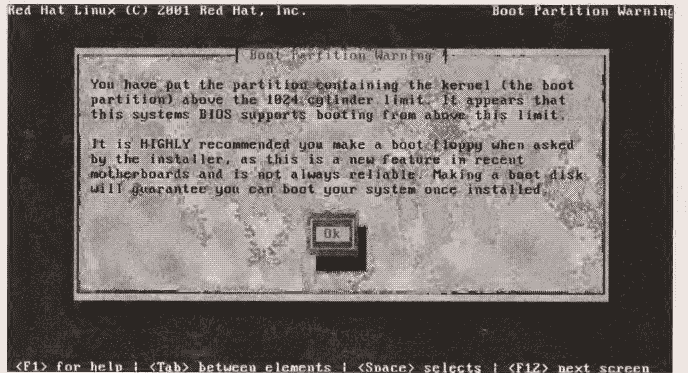 Red Hat Linux (C) 2001 Red Hat, Inc. Boot Partition Warning
Boot Partition Warning
You have put the partition containing the kernel (the boot
partition) above the 1024 cylinder limit. It appears that
this systems BIOS supports booting from above this limit.
It is HIGHLY recommended you make a boot floppy when asked
by the installer, as this is a new feature in recent
motherboards and is not always reliable. Making a boot disk
will guarantee you can boot your system once installed.
Ok
<F1> for help | <Tab> between elements | <Space> selects | <F12> next screen